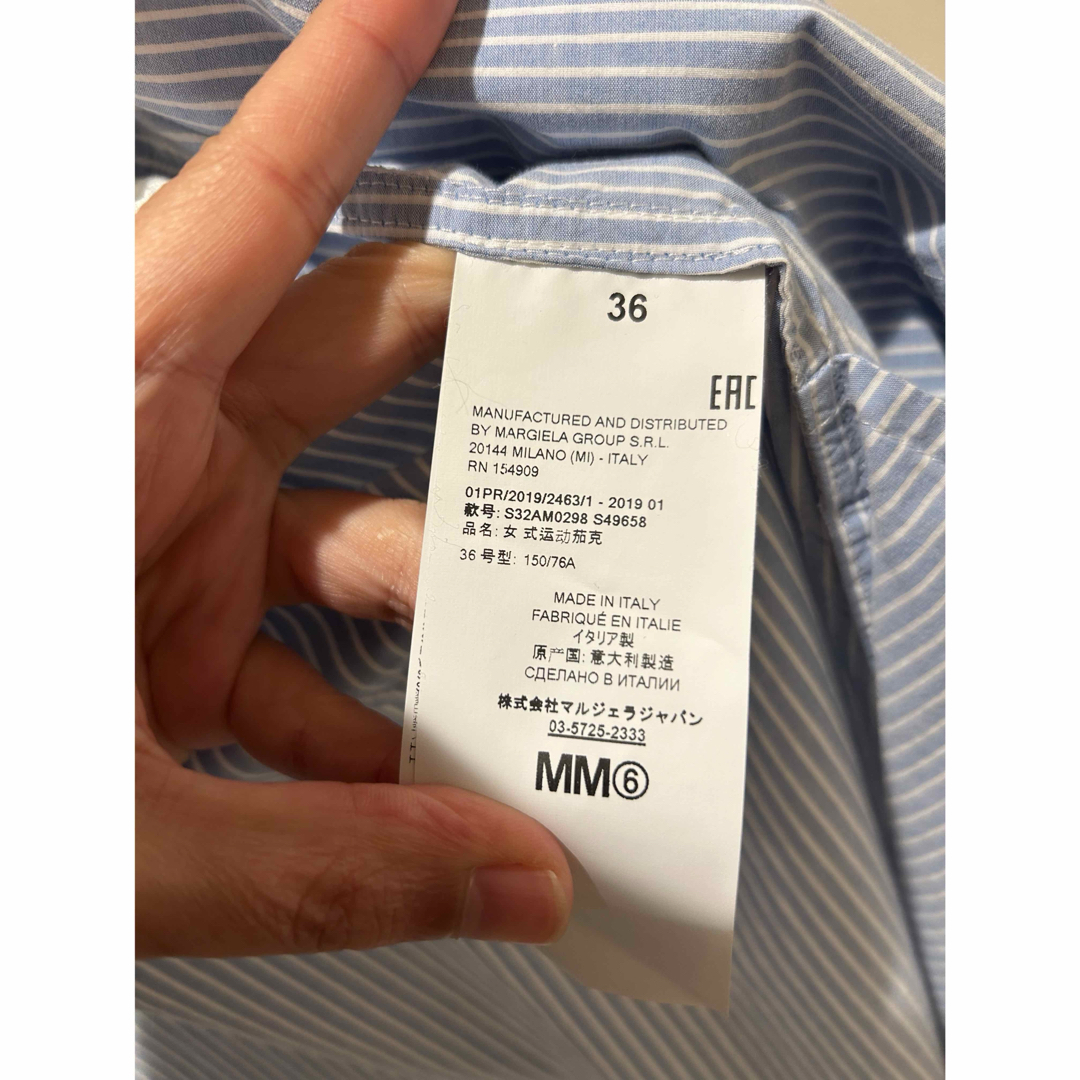 36
EAC
MANUFACTURED AND DISTRIBUTED
BY MARGIELA GROUP S.R.L.
20144 MILANO (MI) - ITALY
RN 154909
01PR/2019/2463/1 - 2019 01
款号: S32AM0298 S49658
品名: 女 式运动茄克
36 号型: 150/76A
MADE IN ITALY
FABRIQUÉ EN ITALIE
イタリア製
原产国: 意大利製造
СДЕЛАНО В ИТАЛИИ
株式会社マルジェラジャパン
03-5725-2333
MM⑥